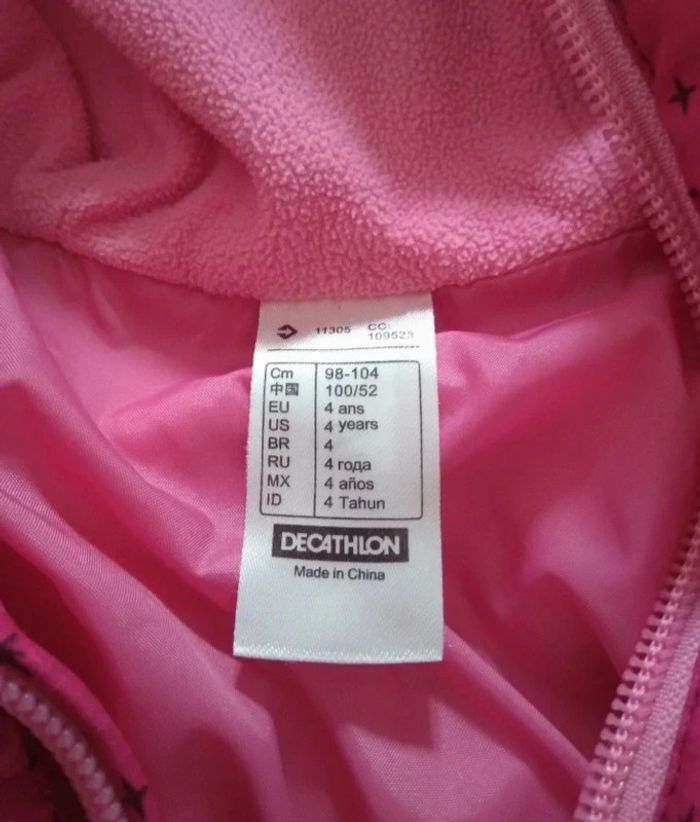 11305 CC:
109523
Cm 98-104
中国 100/52
EU 4 ans
US 4 years
BR 4
RU 4 года
MX 4 años
ID 4 Tahun
DECATHLON
Made in China